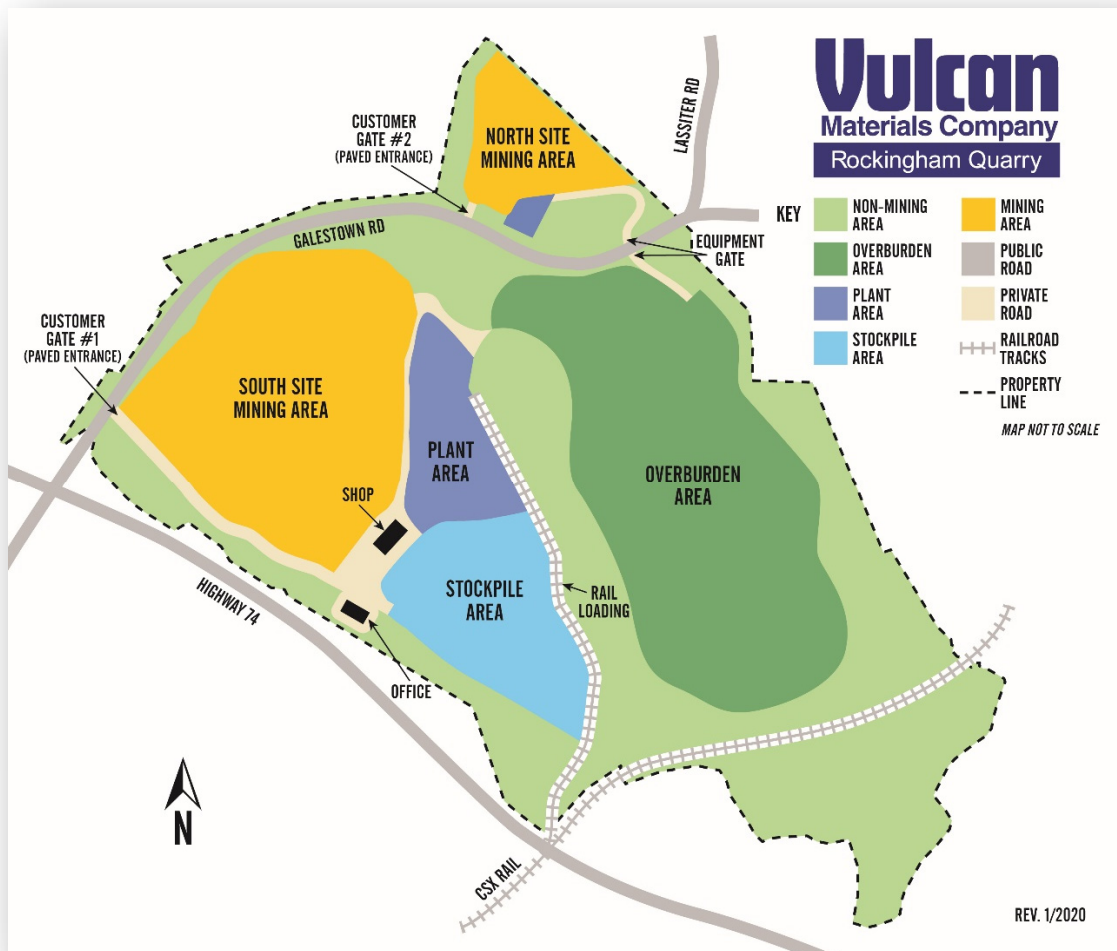 Vulcan
Materials Company
Rockingham Quarry
LASSITER RD
CUSTOMER
GATE #2
(PAVED ENTRANCE)
NORTH SITE
MINING AREA
KEY
NON-MINING
AREA
MINING
AREA
OVERBURDEN
AREA
PUBLIC
ROAD
PLANT
AREA
PRIVATE
ROAD
STOCKPILE
AREA
RAILROAD
TRACKS
PROPERTY
LINE
MAP NOT TO SCALE
GALESTOWN RD
EQUIPMENT
GATE
CUSTOMER
GATE #1
(PAVED ENTRANCE)
SOUTH SITE
MINING AREA
PLANT
AREA
OVERBURDEN
AREA
SHOP
STOCKPILE
AREA
RAIL
LOADING
HIGHWAY 74
OFFICE
N
CSX RAIL
REV. 1/2020